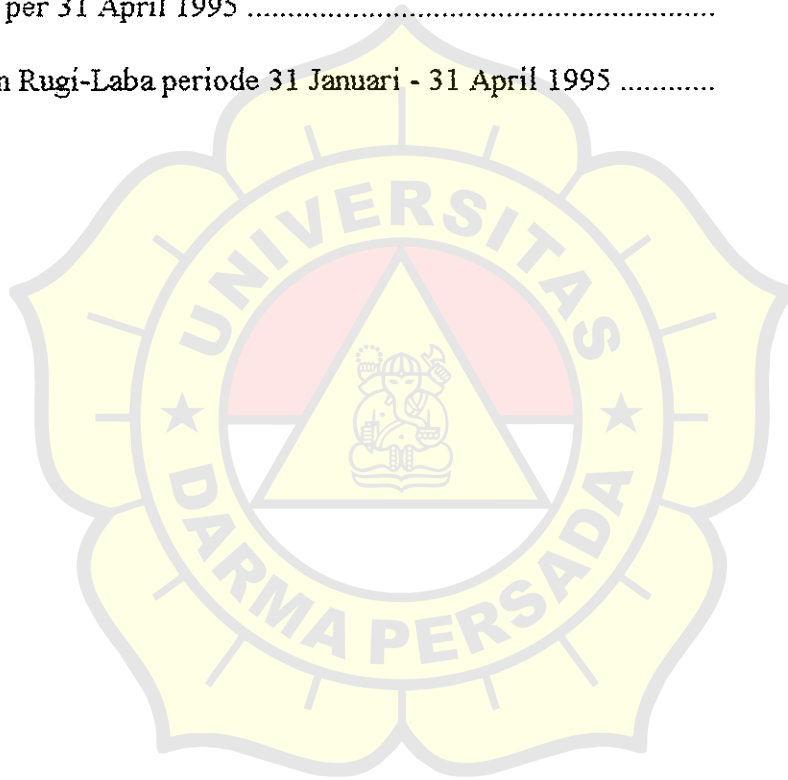 per 31 April 1995 ..........................................................................
n Rugi-Laba periode 31 Januari - 31 April 1995 ............
UNIVERSITAS
DARMA PERSADA